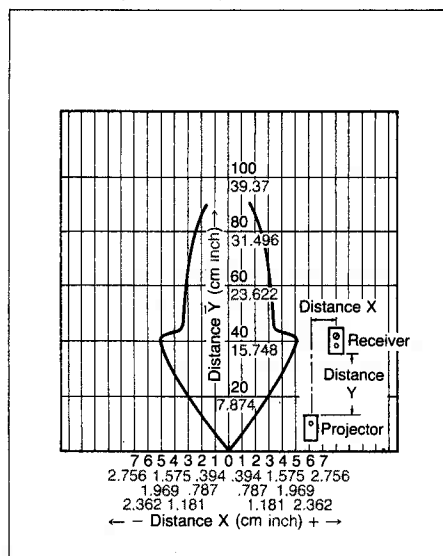 100
39.37
80
31.496
60
23.622
40
15.748
20
7.874
Distance Y (cm inch) →
Distance X
Receiver
Distance
Y
Projector
7 6 5 4 3 2 1 0 1 2 3 4 5 6 7
2.756 1.575 .394 .394 1.575 2.756
1.969 .787 .787 1.969
2.362 1.181 1.181 2.362
← − Distance X (cm inch) + →